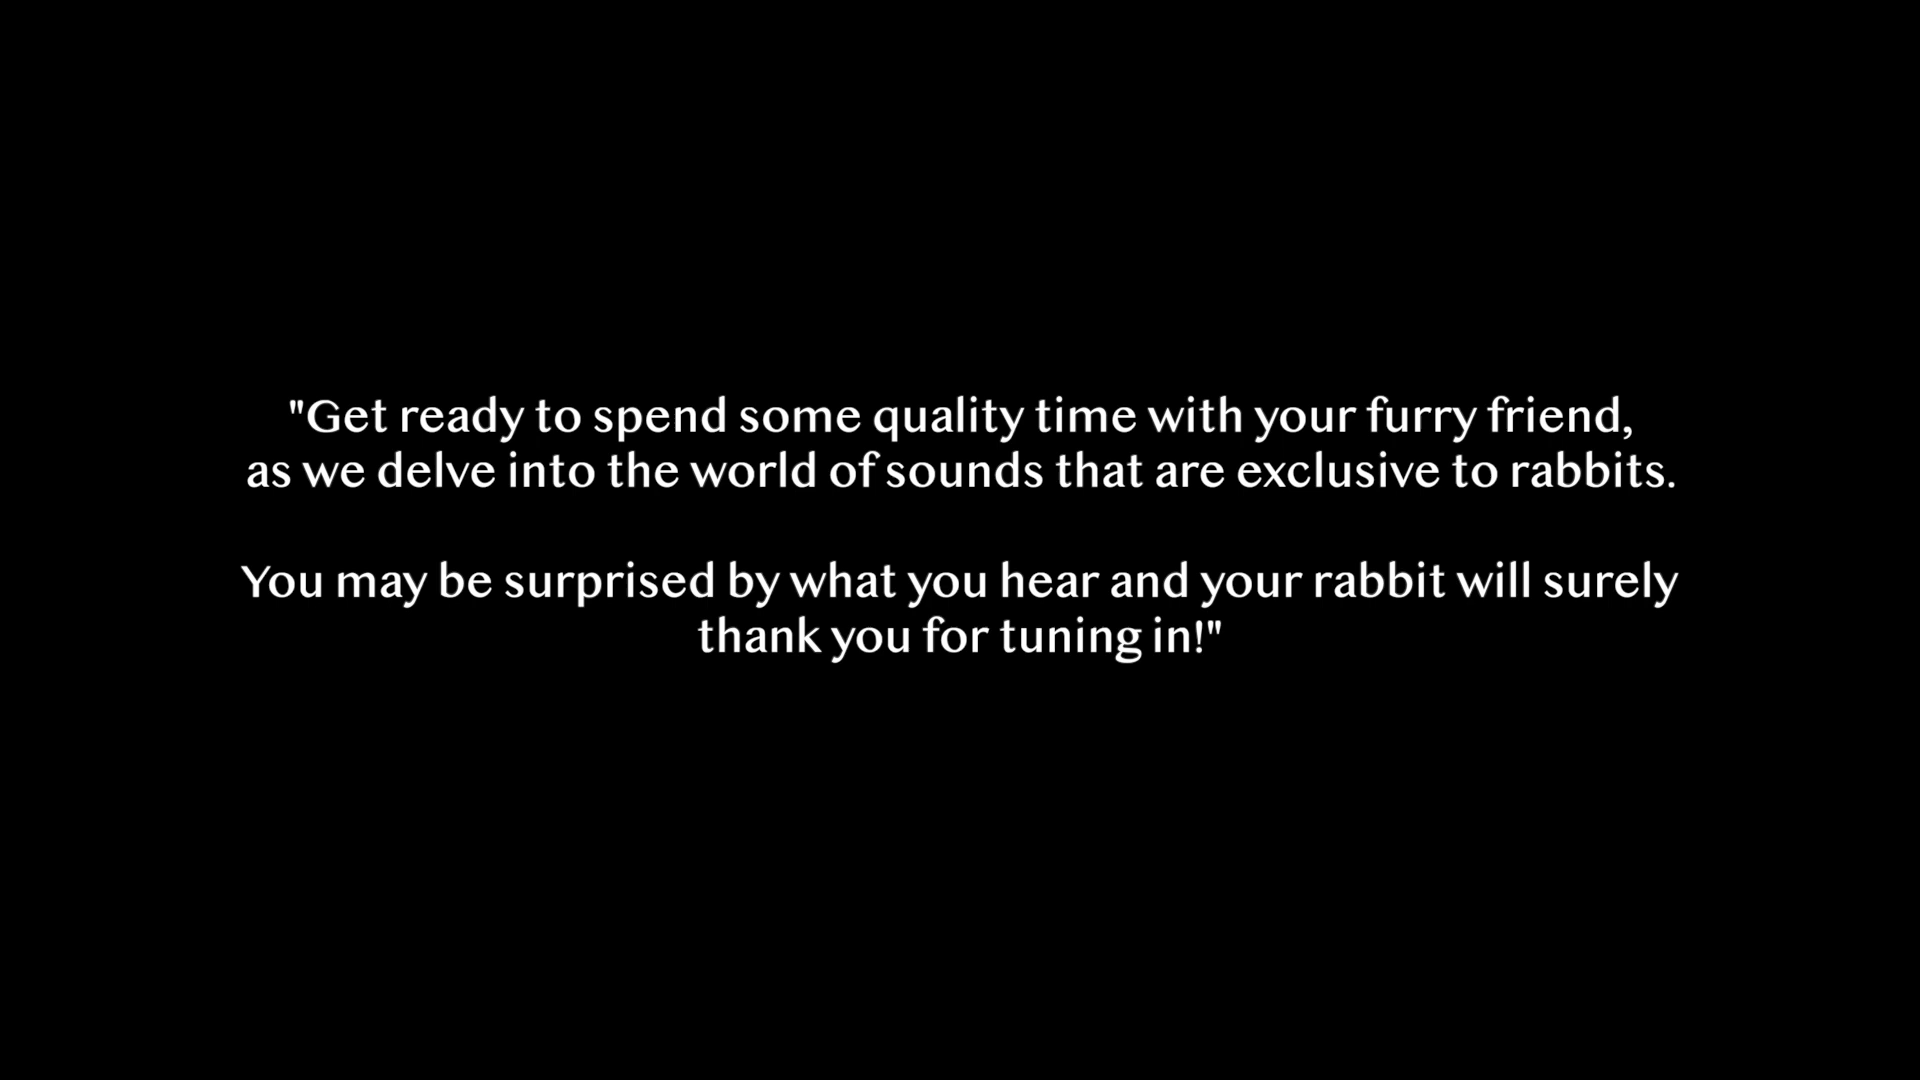 "Get ready to spend some quality time with your furry friend,
as we delve into the world of sounds that are exclusive to rabbits.
You may be surprised by what you hear and your rabbit will surely
thank you for tuning in!"